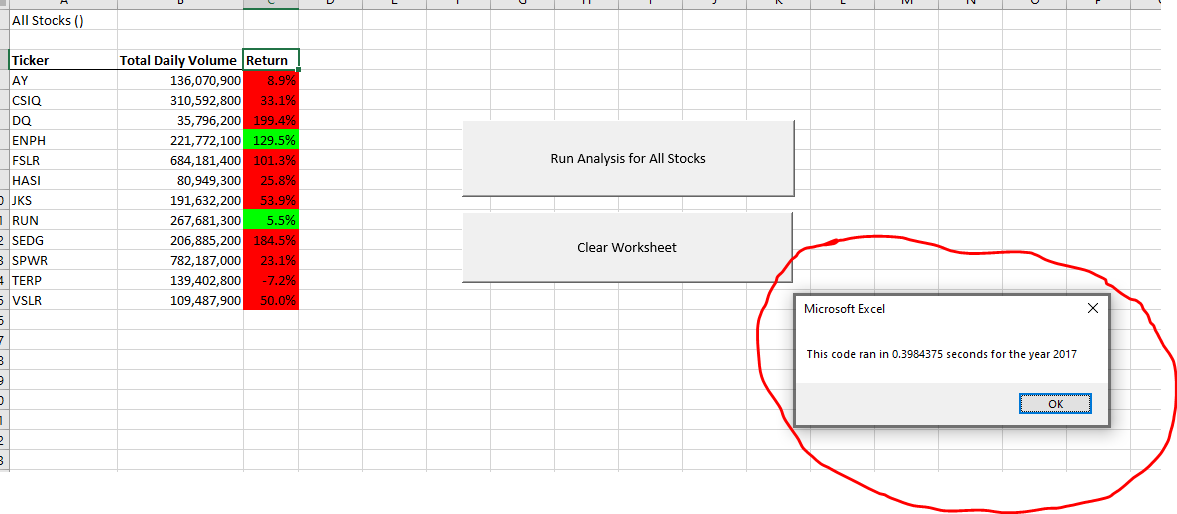 All Stocks ()
Ticker Total Daily Volume Return
AY 136,070,900 8.9%
CSIQ 310,592,800 33.1%
DQ 35,796,200 199.4%
ENPH 221,772,100 129.5%
FSLR 684,181,400 101.3%
HASI 80,949,300 25.8%
JKS 191,632,200 53.9%
RUN 267,681,300 5.5%
SEDG 206,885,200 184.5%
SPWR 782,187,000 23.1%
TERP 139,402,800 -7.2%
VSLR 109,487,900 50.0%
Run Analysis for All Stocks
Clear Worksheet
Microsoft Excel
This code ran in 0.3984375 seconds for the year 2017
OK